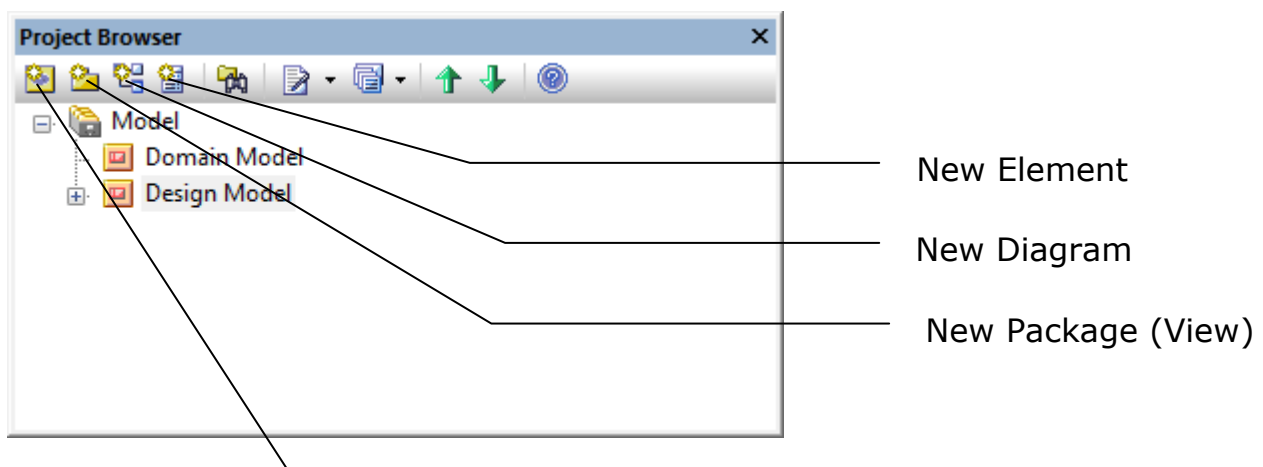 Project Browser
Model
Domain Model
Design Model
New Element
New Diagram
New Package (View)